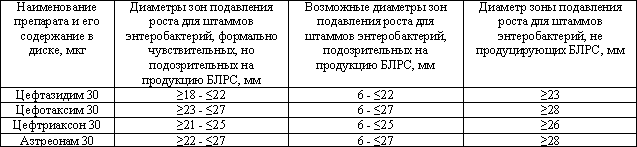 Наименование
препарата и его
содержание в
диске, мкг
Диаметры зон подавления
роста для штаммов
энтеробактерий, формально
чувствительных, но
подозрительных на
продукцию БЛРС, мм
Возможные диаметры зон
подавления роста для
штаммов энтеробактерий,
подозрительных на
продукцию БЛРС, мм
Диаметр зоны подавления
роста для штаммов
энтеробактерий, не
продуцирующих БЛРС, мм
Цефтазидим 30 ≥18 - ≤22 6 - ≤22 ≥23
Цефотаксим 30 ≥23 - ≤27 6 - ≤27 ≥28
Цефтриаксон 30 ≥21 - ≤25 6 - ≤25 ≥26
Азтреонам 30 ≥22 - ≤27 6 - ≤27 ≥28